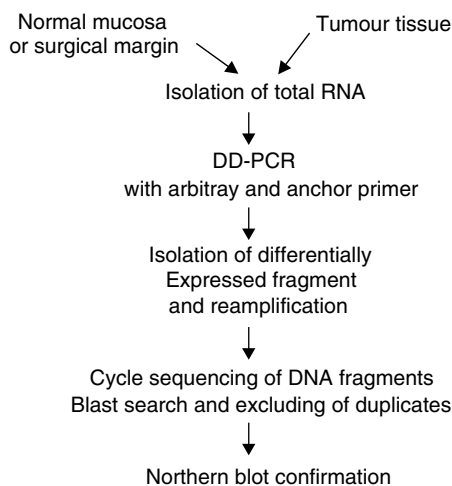 Normal mucosa
or surgical margin
Tumour tissue
Isolation of total RNA
DD-PCR
with arbitray and anchor primer
Isolation of differentially
Expressed fragment
and reamplification
Cycle sequencing of DNA fragments
Blast search and excluding of duplicates
Northern blot confirmation